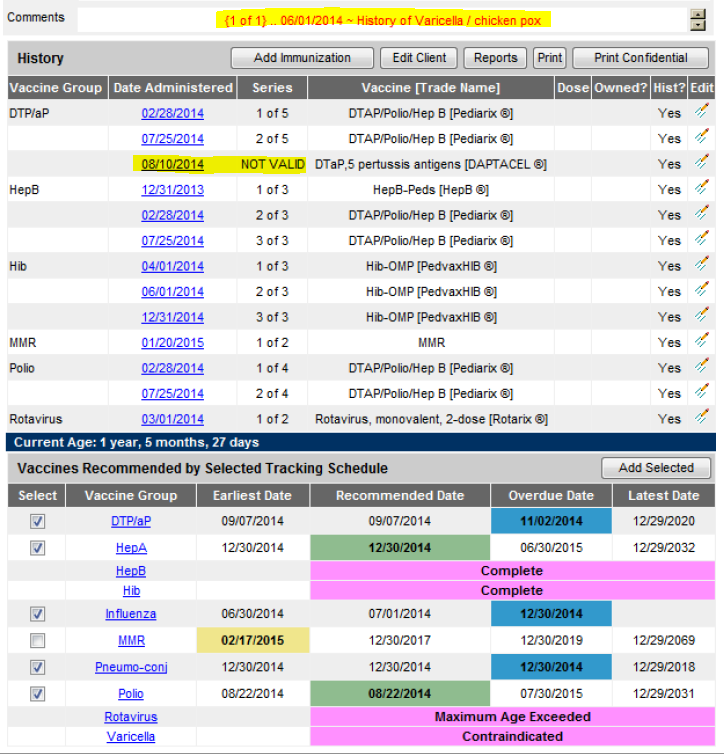 Comments {1 of 1} .. 06/01/2014 ~ History of Varicella / chicken pox
History Add Immunization Edit Client Reports Print Print Confidential
Vaccine Group Date Administered Series Vaccine [Trade Name] Dose Owned? Hist? Edit
DTP/aP 02/28/2014 1 of 5 DTAP/Polio/Hep B [Pediarix ®] Yes
07/25/2014 2 of 5 DTAP/Polio/Hep B [Pediarix ®] Yes
08/10/2014 NOT VALID DTaP,5 pertussis antigens [DAPTACEL ®] Yes
HepB 12/31/2013 1 of 3 HepB-Peds [HepB ®] Yes
02/28/2014 2 of 3 DTAP/Polio/Hep B [Pediarix ®] Yes
07/25/2014 3 of 3 DTAP/Polio/Hep B [Pediarix ®] Yes
Hib 04/01/2014 1 of 3 Hib-OMP [PedvaxHIB ®] Yes
06/01/2014 2 of 3 Hib-OMP [PedvaxHIB ®] Yes
12/31/2014 3 of 3 Hib-OMP [PedvaxHIB ®] Yes
MMR 01/20/2015 1 of 2 MMR Yes
Polio 02/28/2014 1 of 4 DTAP/Polio/Hep B [Pediarix ®] Yes
07/25/2014 2 of 4 DTAP/Polio/Hep B [Pediarix ®] Yes
Rotavirus 03/01/2014 1 of 2 Rotavirus, monovalent, 2-dose [Rotarix ®] Yes
Current Age: 1 year, 5 months, 27 days
Vaccines Recommended by Selected Tracking Schedule Add Selected
Select Vaccine Group Earliest Date Recommended Date Overdue Date Latest Date
DTP/aP 09/07/2014 09/07/2014 11/02/2014 12/29/2020
HepA 12/30/2014 12/30/2014 06/30/2015 12/29/2032
HepB Complete
Hib Complete
Influenza 06/30/2014 07/01/2014 12/30/2014
MMR 02/17/2015 12/30/2017 12/30/2019 12/29/2069
Pneumo-conj 12/30/2014 12/30/2014 12/30/2014 12/29/2018
Polio 08/22/2014 08/22/2014 07/30/2015 12/29/2031
Rotavirus Maximum Age Exceeded
Varicella Contraindicated